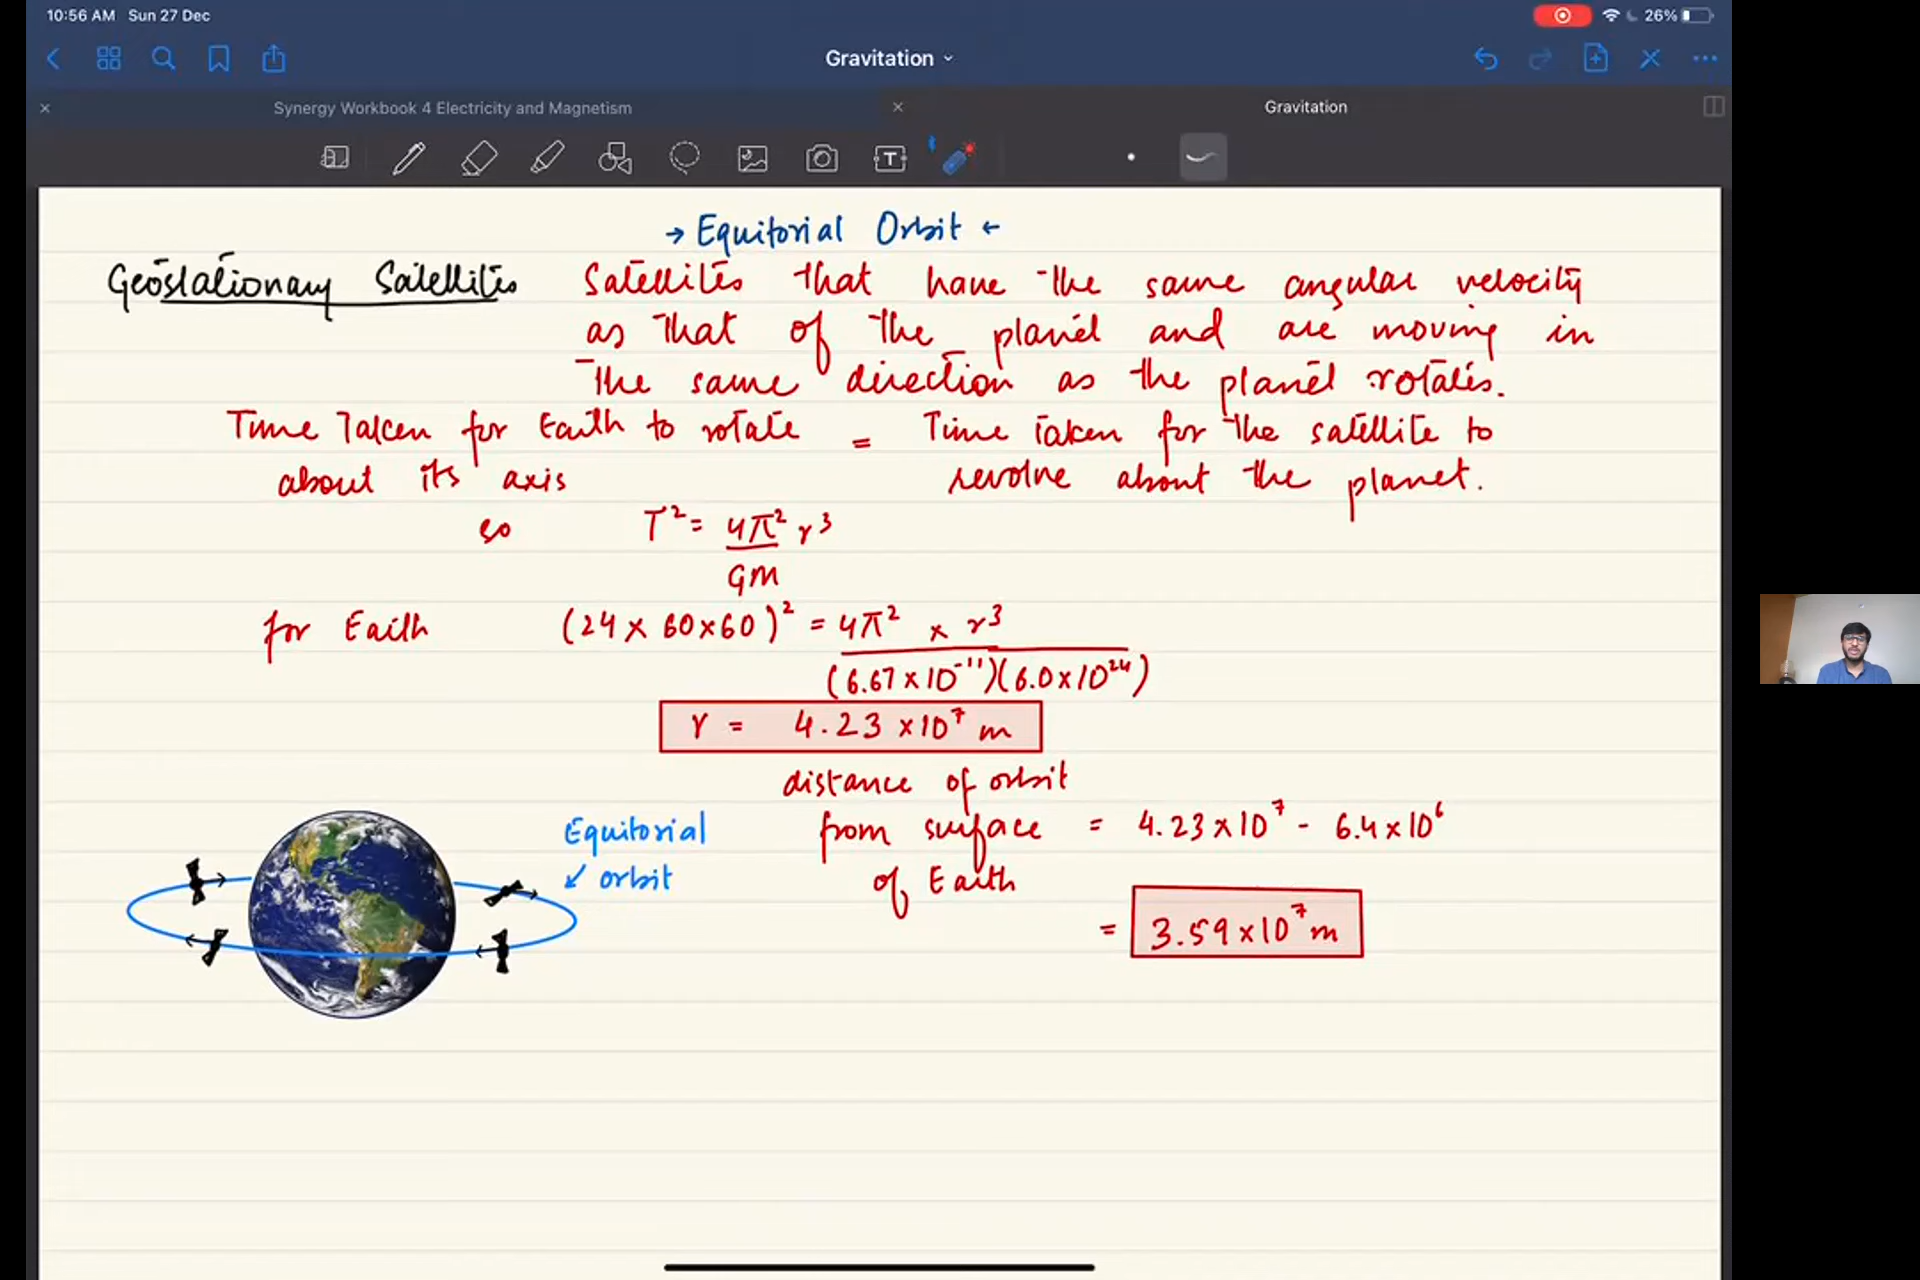 10:56 AM Sun 27 Dec
26%
Gravitation
Synergy Workbook 4 Electricity and Magnetism
Gravitation
→ Equitorial Orbit ←
Geostationary Satellites Satellites that have the same angular velocity
as that of the planet and are moving in
the same direction as the planet rotates.
Time Taken for Earth to rotate = Time taken for the satellite to
about its axis revolve about the planet.
so T² = 4π² r³
GM
for Earth (24 × 60 × 60)² = 4π² × r³
(6.67 × 10⁻¹¹)(6.0 × 10²⁴)
r = 4.23 × 10⁷ m
distance of orbit
from surface = 4.23 × 10⁷ - 6.4 × 10⁶
of Earth
= 3.59 × 10⁷ m
Equitorial
↙ orbit